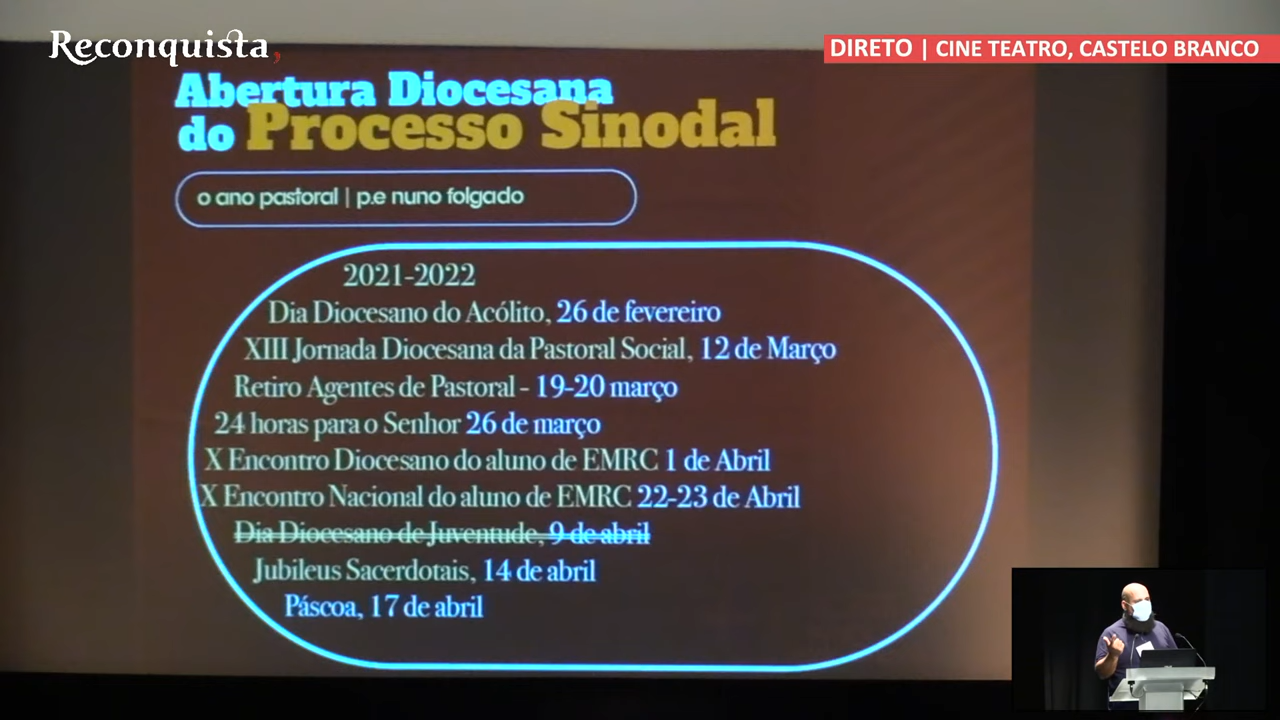 Reconquista,
DIRETO | CINE TEATRO, CASTELO BRANCO
Abertura Diocesana
do Processo Sinodal
o ano pastoral | p.e nuno folgado
2021-2022
Dia Diocesano do Acólito, 26 de fevereiro
XIII Jornada Diocesana da Pastoral Social, 12 de Março
Retiro Agentes de Pastoral - 19-20 março
24 horas para o Senhor 26 de março
X Encontro Diocesano do aluno de EMRC 1 de Abril
X Encontro Nacional do aluno de EMRC 22-23 de Abril
Dia Diocesano de Juventude, 9 de abril
Jubileus Sacerdotais, 14 de abril
Páscoa, 17 de abril